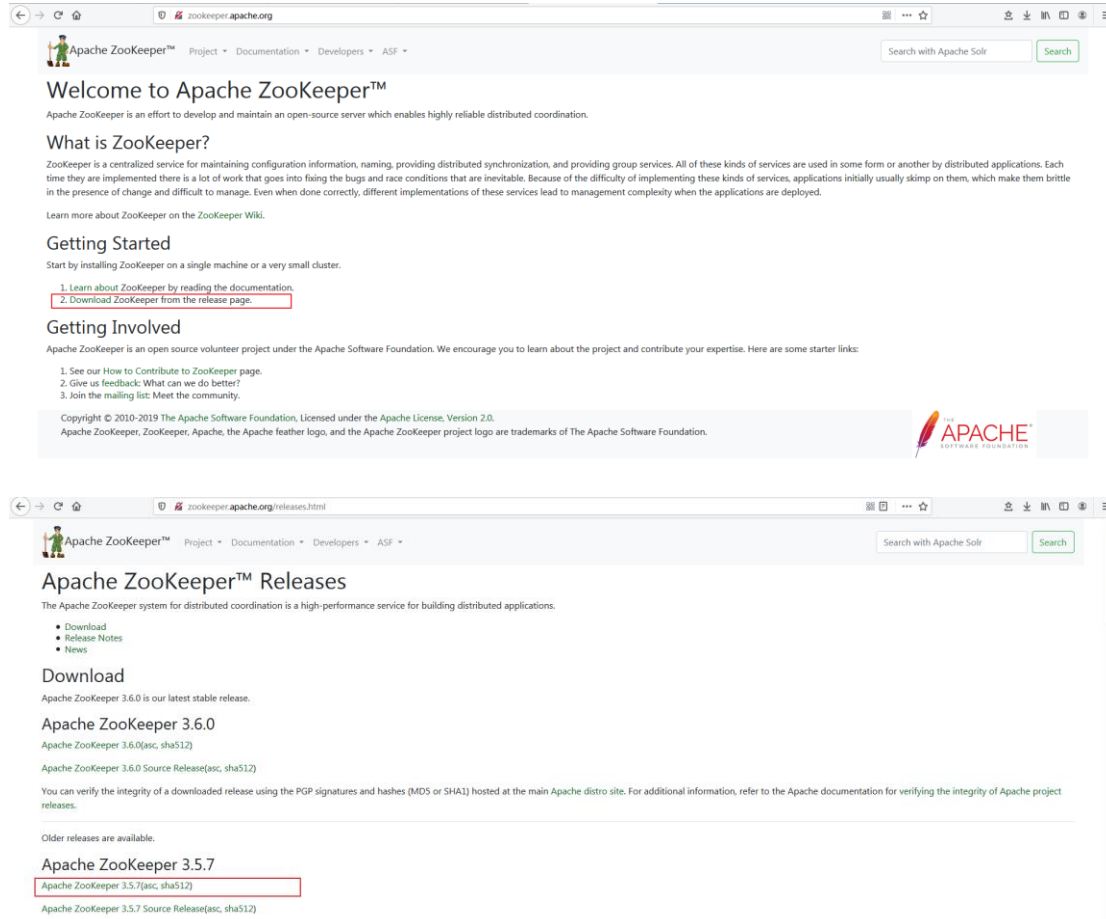 zookeeper.apache.org
Apache ZooKeeper™ Project Documentation Developers ASF Search with Apache Solr Search
Welcome to Apache ZooKeeper™
Apache ZooKeeper is an effort to develop and maintain an open-source server which enables highly reliable distributed coordination.
What is ZooKeeper?
ZooKeeper is a centralized service for maintaining configuration information, naming, providing distributed synchronization, and providing group services. All of these kinds of services are used in some form or another by distributed applications. Each
time they are implemented there is a lot of work that goes into fixing the bugs and race conditions that are inevitable. Because of the difficulty of implementing these kinds of services, applications initially usually skimp on them, which make them brittle
in the presence of change and difficult to manage. Even when done correctly, different implementations of these services lead to management complexity when the applications are deployed.
Learn more about ZooKeeper on the ZooKeeper Wiki.
Getting Started
Start by installing ZooKeeper on a single machine or a very small cluster.
1. Learn about ZooKeeper by reading the documentation.
2. Download ZooKeeper from the release page.
Getting Involved
Apache ZooKeeper is an open source volunteer project under the Apache Software Foundation. We encourage you to learn about the project and contribute your expertise. Here are some starter links:
1. See our How to Contribute to ZooKeeper page.
2. Give us feedback: What can we do better?
3. Join the mailing list: Meet the community.
Copyright © 2010-2019 The Apache Software Foundation, Licensed under the Apache License, Version 2.0.
Apache ZooKeeper, ZooKeeper, Apache, the Apache feather logo, and the Apache ZooKeeper project logo are trademarks of The Apache Software Foundation.
THE
APACHE
SOFTWARE FOUNDATION
zookeeper.apache.org/releases.html
Apache ZooKeeper™ Project Documentation Developers ASF Search with Apache Solr Search
Apache ZooKeeper™ Releases
The Apache ZooKeeper system for distributed coordination is a high-performance service for building distributed applications.
• Download
• Release Notes
• News
Download
Apache ZooKeeper 3.6.0 is our latest stable release.
Apache ZooKeeper 3.6.0
Apache ZooKeeper 3.6.0(asc, sha512)
Apache ZooKeeper 3.6.0 Source Release(asc, sha512)
You can verify the integrity of a downloaded release using the PGP signatures and hashes (MD5 or SHA1) hosted at the main Apache distro site. For additional information, refer to the Apache documentation for verifying the integrity of Apache project
releases.
Older releases are available.
Apache ZooKeeper 3.5.7
Apache ZooKeeper 3.5.7(asc, sha512)
Apache ZooKeeper 3.5.7 Source Release(asc, sha512)